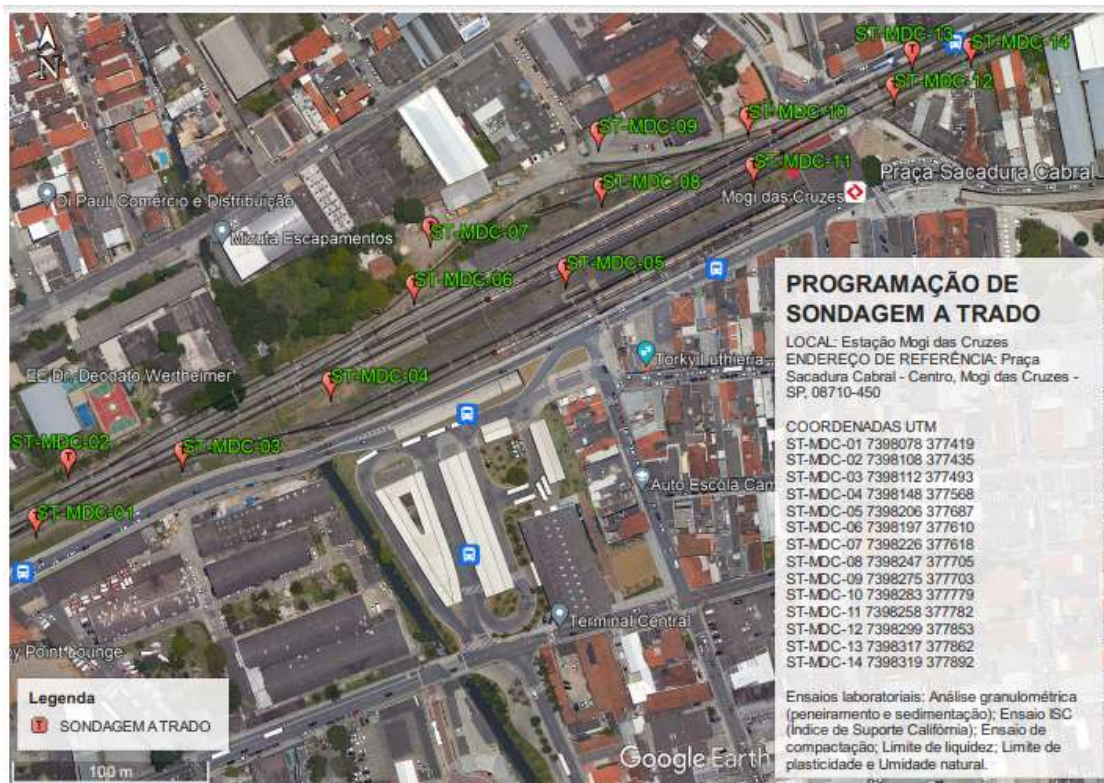 N
ST-MDC-13
ST-MDC-14
ST-MDC-12
ST-MDC-10
ST-MDC-09
ST-MDC-11
Praça Sacadura Cabral
ST-MDC-08
Mogi das Cruzes
Di Pauli Comércio e Distribuição
Mizuta Escapamentos
ST-MDC-07
ST-MDC-05
ST-MDC-06
Torky Luthieria
EE Dr. Deodato Wertheimer
ST-MDC-04
ST-MDC-02
ST-MDC-03
Auto Escola Cam
ST-MDC-01
Terminal Central
Point Lounge
PROGRAMAÇÃO DE
SONDAGEM A TRADO
LOCAL: Estação Mogi das Cruzes
ENDEREÇO DE REFERÊNCIA: Praça
Sacadura Cabral - Centro, Mogi das Cruzes -
SP, 08710-450
COORDENADAS UTM
ST-MDC-01 7398078 377419
ST-MDC-02 7398108 377435
ST-MDC-03 7398112 377493
ST-MDC-04 7398148 377568
ST-MDC-05 7398206 377687
ST-MDC-06 7398197 377610
ST-MDC-07 7398226 377618
ST-MDC-08 7398247 377705
ST-MDC-09 7398275 377703
ST-MDC-10 7398283 377779
ST-MDC-11 7398258 377782
ST-MDC-12 7398299 377853
ST-MDC-13 7398317 377862
ST-MDC-14 7398319 377892
Ensaios laboratoriais: Análise granulométrica
(peneiramento e sedimentação); Ensaio ISC
(Índice de Suporte Califórnia); Ensaio de
compactação; Limite de liquidez; Limite de
plasticidade e Umidade natural.
Legenda
T SONDAGEM A TRADO
100 m
Google Earth